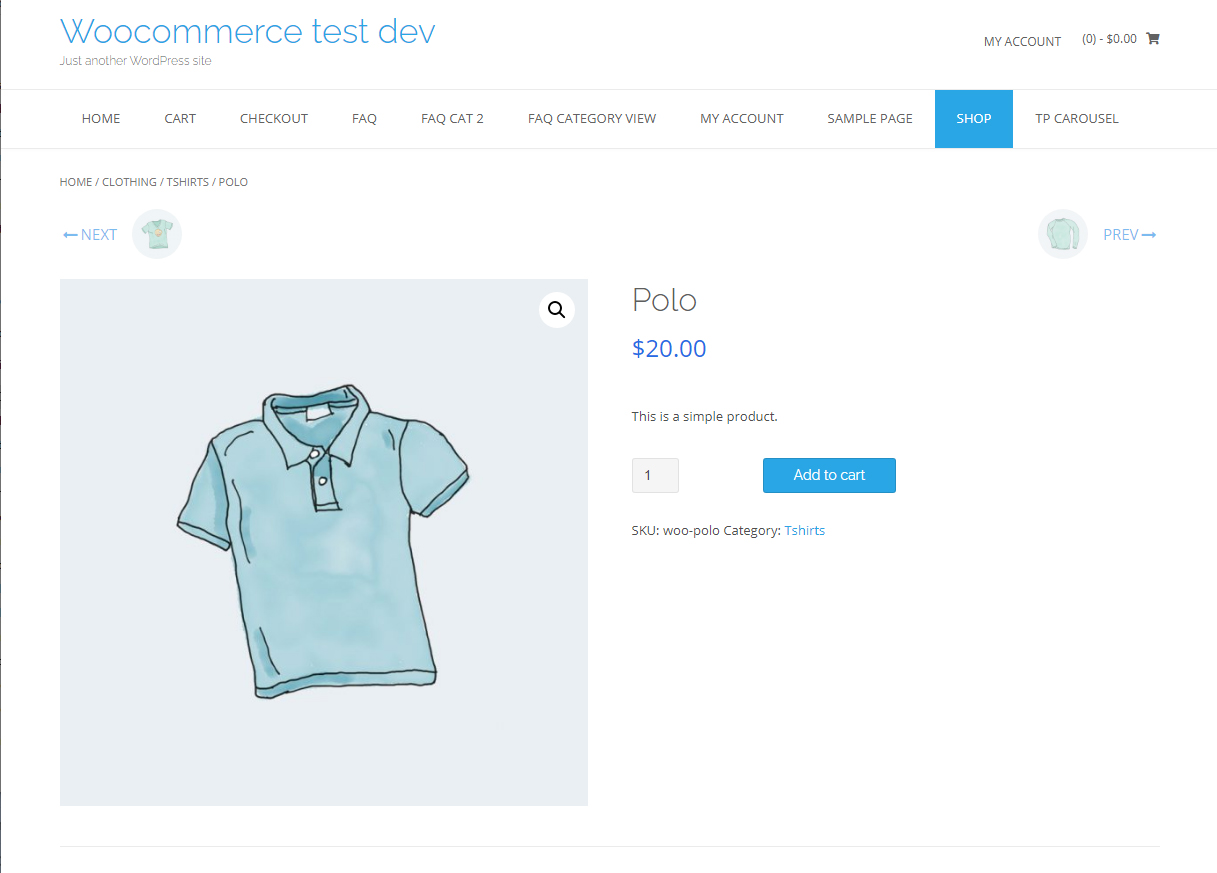 Woocommerce test dev
Just another WordPress site
MY ACCOUNT (0) - $0.00
HOME CART CHECKOUT FAQ FAQ CAT 2 FAQ CATEGORY VIEW MY ACCOUNT SAMPLE PAGE SHOP TP CAROUSEL
HOME / CLOTHING / TSHIRTS / POLO
NEXT PREV
Polo
$20.00
This is a simple product.
1 Add to cart
SKU: woo-polo Category: Tshirts